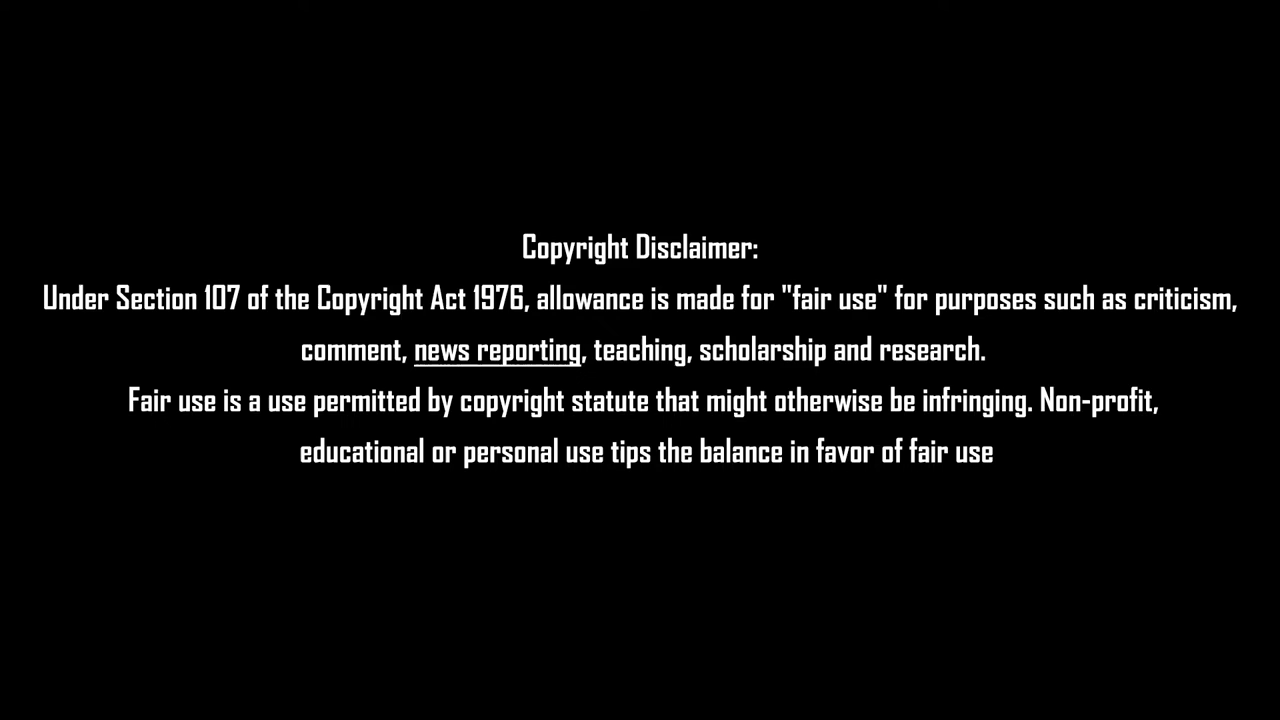 Copyright Disclaimer:
Under Section 107 of the Copyright Act 1976, allowance is made for "fair use" for purposes such as criticism,
comment, news reporting, teaching, scholarship and research.
Fair use is a use permitted by copyright statute that might otherwise be infringing. Non-profit,
educational or personal use tips the balance in favor of fair use